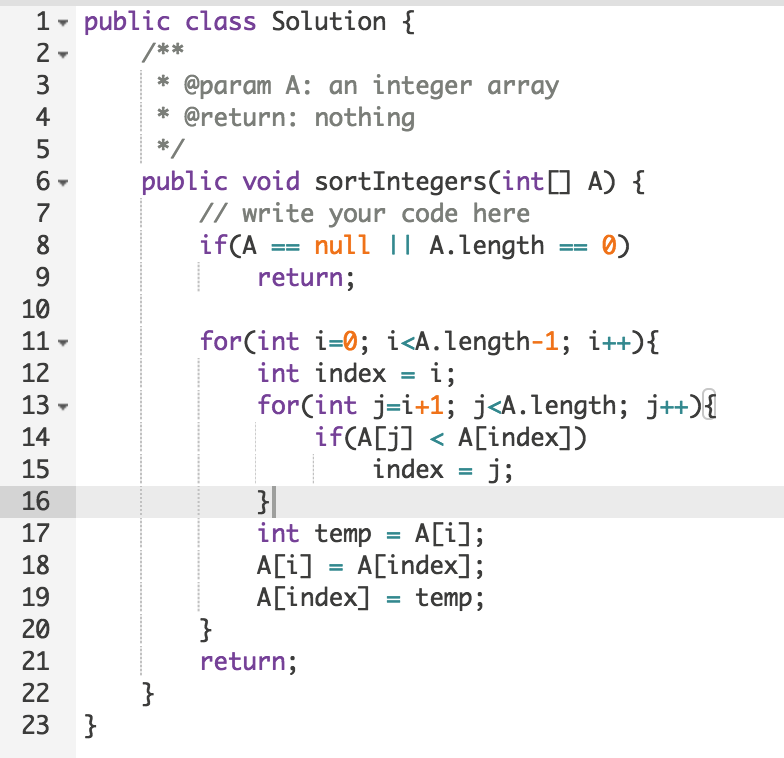 1 public class Solution {
2 /**
3 * @param A: an integer array
4 * @return: nothing
5 */
6 public void sortIntegers(int[] A) {
7 // write your code here
8 if(A == null || A.length == 0)
9 return;
10
11 for(int i=0; i<A.length-1; i++){
12 int index = i;
13 for(int j=i+1; j<A.length; j++){
14 if(A[j] < A[index])
15 index = j;
16 }
17 int temp = A[i];
18 A[i] = A[index];
19 A[index] = temp;
20 }
21 return;
22 }
23 }